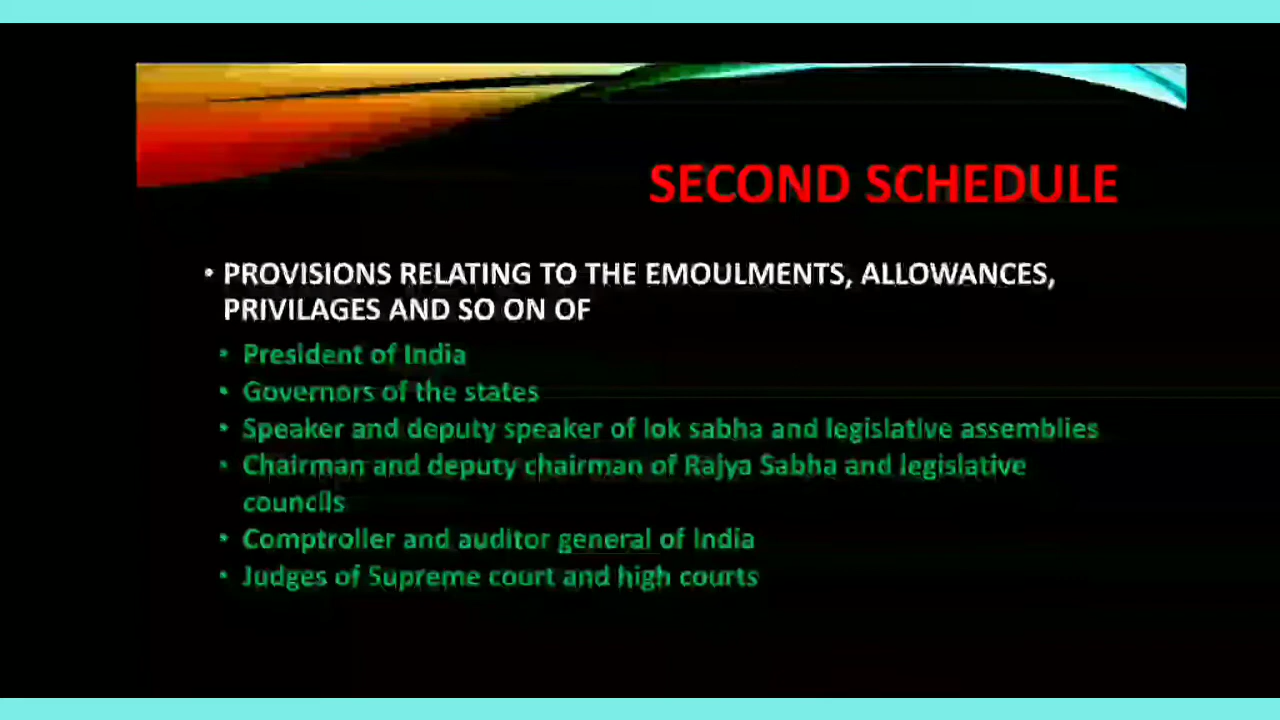 SECOND SCHEDULE
• PROVISIONS RELATING TO THE EMOULMENTS, ALLOWANCES,
PRIVILAGES AND SO ON OF
• President of India
• Governors of the states
• Speaker and deputy speaker of lok sabha and legislative assemblies
• Chairman and deputy chairman of Rajya Sabha and legislative
councils
• Comptroller and auditor general of India
• Judges of Supreme court and high courts